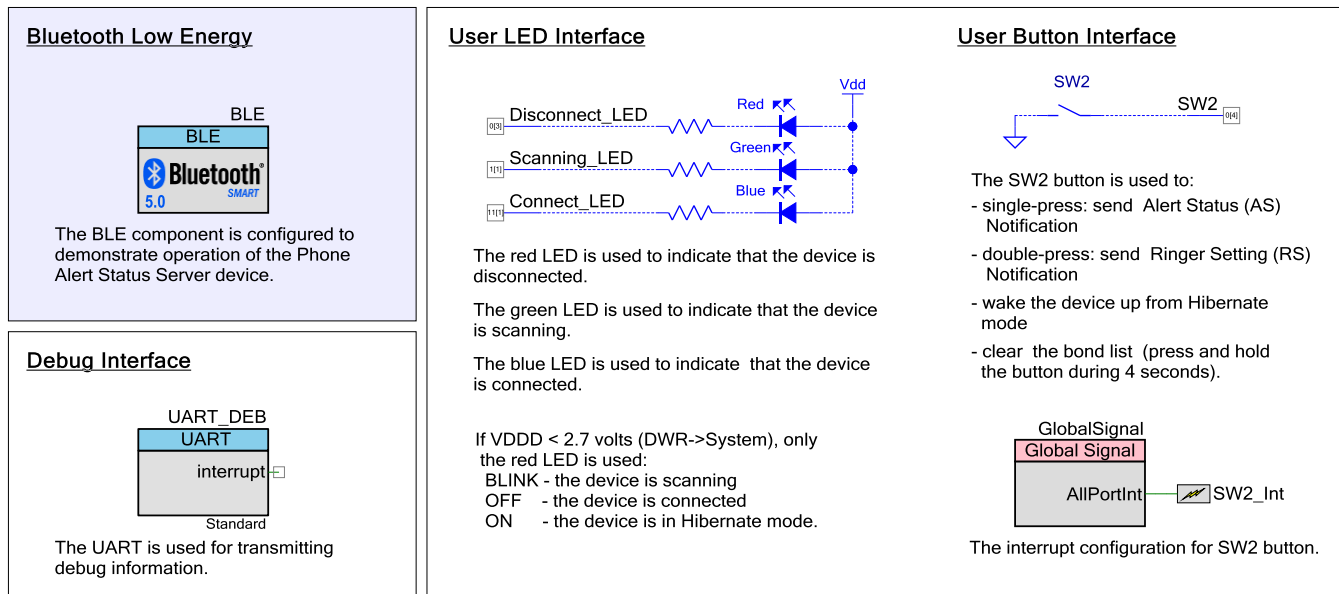 Bluetooth Low Energy
BLE
BLE
Bluetooth®
SMART
5.0
The BLE component is configured to
demonstrate operation of the Phone
Alert Status Server device.
Debug Interface
UART_DEB
UART
interrupt
Standard
The UART is used for transmitting
debug information.
User LED Interface
Vdd
Disconnect_LED
Red
0[3]
Scanning_LED
Green
1[1]
Connect_LED
Blue
11[1]
The red LED is used to indicate that the device is
disconnected.
The green LED is used to indicate that the device
is scanning.
The blue LED is used to indicate  that the device
is connected.
If VDDD < 2.7 volts (DWR->System), only
the red LED is used:
BLINK - the device is scanning
OFF - the device is connected
ON - the device is in Hibernate mode.
User Button Interface
SW2
SW2
0[4]
The SW2 button is used to:
- single-press: send  Alert Status (AS)
Notification
- double-press: send  Ringer Setting (RS)
Notification
- wake the device up from Hibernate
mode
- clear  the bond list  (press and hold
the button during 4 seconds).
GlobalSignal
Global Signal
AllPortInt
SW2_Int
The interrupt configuration for SW2 button.